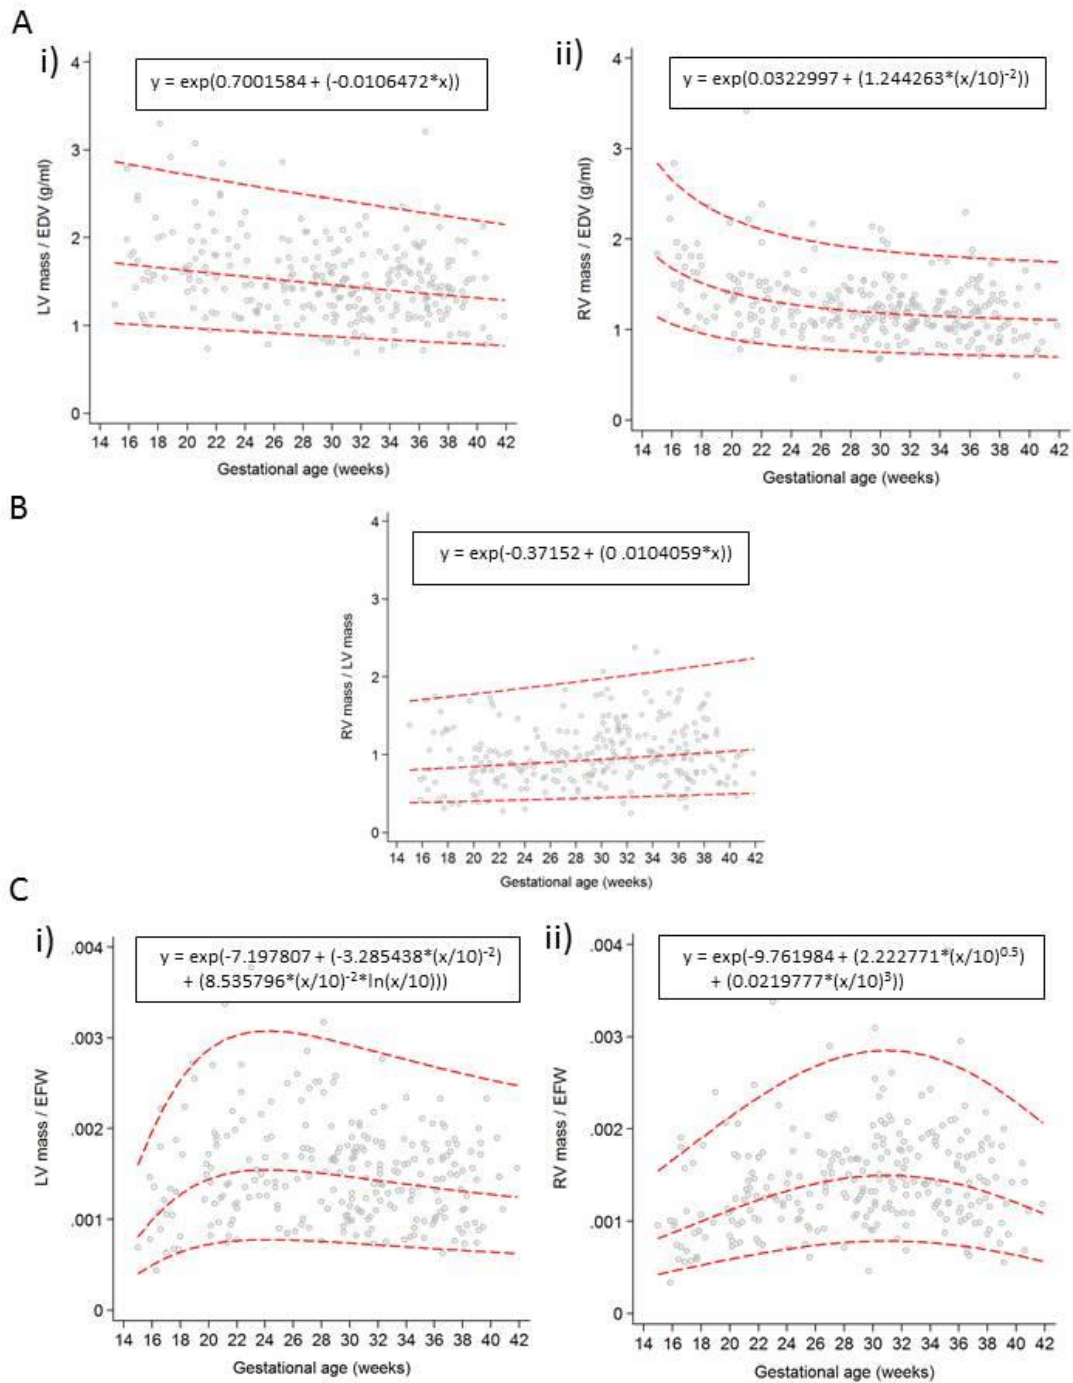 A
i)
y = exp(0.7001584 + (-0.0106472*x))
LV mass / EDV (g/ml)
4
3
2
1
0
14 16 18 20 22 24 26 28 30 32 34 36 38 40 42
Gestational age (weeks)
ii)
y = exp(0.0322997 + (1.244263*(x/10)⁻²))
RV mass / EDV (g/ml)
4
3
2
1
0
14 16 18 20 22 24 26 28 30 32 34 36 38 40 42
Gestational age (weeks)
B
y = exp(-0.37152 + (0 .0104059*x))
RV mass / LV mass
4
3
2
1
0
14 16 18 20 22 24 26 28 30 32 34 36 38 40 42
Gestational age (weeks)
C
i)
y = exp(-7.197807 + (-3.285438*(x/10)⁻²)
+ (8.535796*(x/10)⁻²*ln(x/10)))
LV mass / EFW
.004
.003
.002
.001
0
14 16 18 20 22 24 26 28 30 32 34 36 38 40 42
Gestational age (weeks)
ii)
y = exp(-9.761984 + (2.222771*(x/10)⁰·⁵)
+ (0.0219777*(x/10)³))
RV mass / EFW
.004
.003
.002
.001
0
14 16 18 20 22 24 26 28 30 32 34 36 38 40 42
Gestational age (weeks)